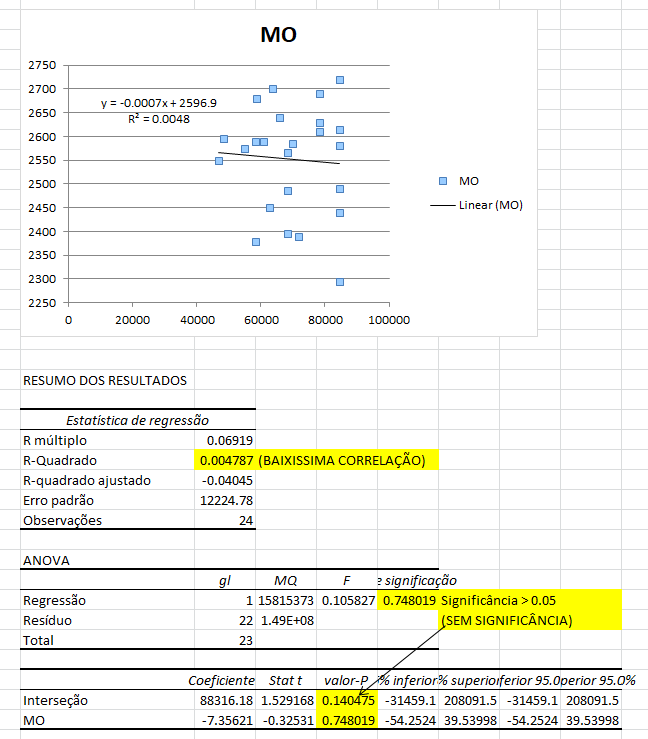 MO
2750
2700
2650
2600
2550
2500
2450
2400
2350
2300
2250
y = -0.0007x + 2596.9
R² = 0.0048
0 20000 40000 60000 80000 100000
MO
Linear (MO)
RESUMO DOS RESULTADOS
Estatística de regressão
R múltiplo 0.06919
R-Quadrado 0.004787 (BAIXISSIMA CORRELAÇÃO)
R-quadrado ajustado -0.04045
Erro padrão 12224.78
Observações 24
ANOVA
gl MQ F e significação
Regressão 1 15815373 0.105827 0.748019 Significância > 0.05
Resíduo 22 1.49E+08 (SEM SIGNIFICÂNCIA)
Total 23
Coeficiente Stat t valor-P % inferior % superio ferior 95.0 perior 95.0%
Interseção 88316.18 1.529168 0.140475 -31459.1 208091.5 -31459.1 208091.5
MO -7.35621 -0.32531 0.748019 -54.2524 39.53998 -54.2524 39.53998